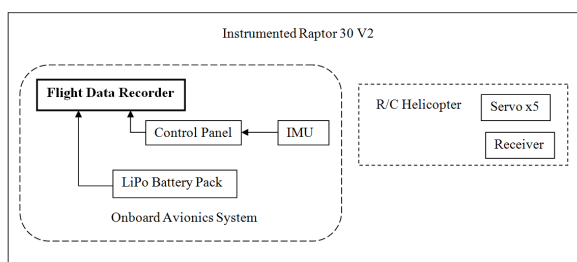 Instrumented Raptor 30 V2
Flight Data Recorder
Control Panel
IMU
LiPo Battery Pack
Onboard Avionics System
R/C Helicopter
Servo x5
Receiver